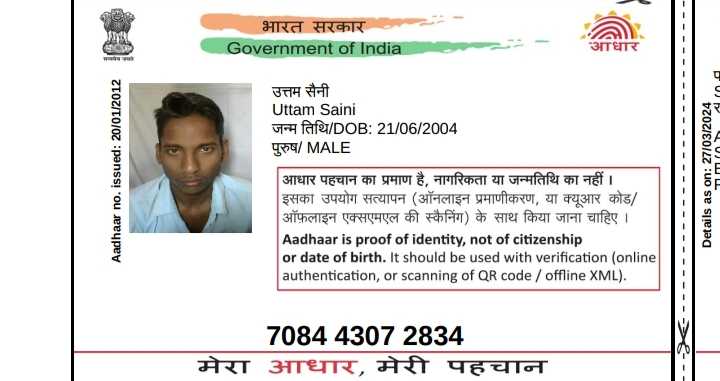 भारत सरकार
Government of India
आधार
Aadhaar no. issued: 20/01/2012
उत्तम सैनी
Uttam Saini
जन्म तिथि/DOB: 21/06/2004
पुरुष/ MALE
आधार पहचान का प्रमाण है, नागरिकता या जन्मतिथि का नहीं ।
इसका उपयोग सत्यापन (ऑनलाइन प्रमाणीकरण, या क्यूआर कोड/
ऑफ़लाइन एक्सएमएल की स्कैनिंग) के साथ किया जाना चाहिए ।
Aadhaar is proof of identity, not of citizenship
or date of birth. It should be used with verification (online
authentication, or scanning of QR code / offline XML).
7084 4307 2834
मेरा आधार, मेरी पहचान
Details as on: 27/03/2024